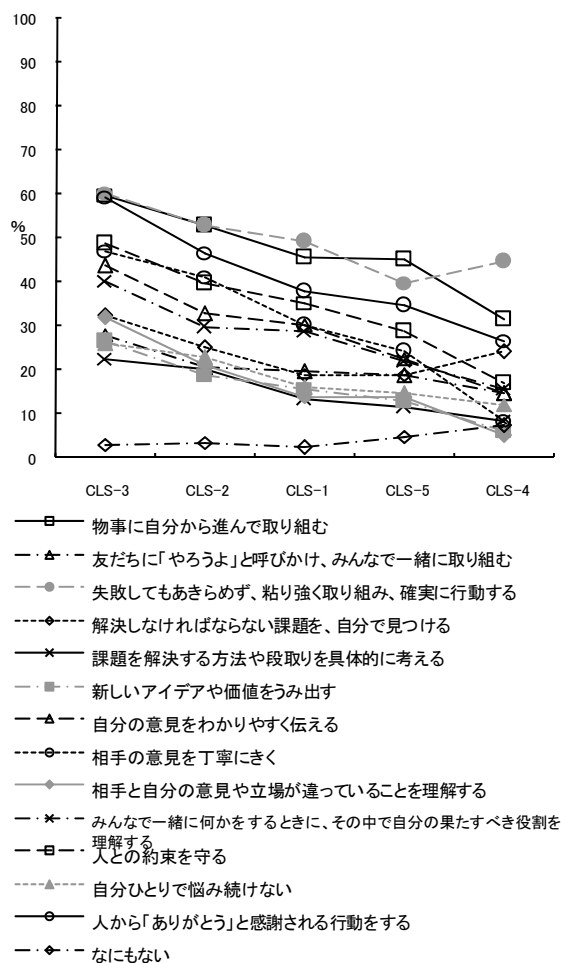 100
90
80
70
60
%
50
40
30
20
10
0
CLS-3 CLS-2 CLS-1 CLS-5 CLS-4
物事に自分から進んで取り組む
友だちに「やろうよ」と呼びかけ、みんなで一緒に取り組む
失敗してもあきらめず、粘り強く取り組み、確実に行動する
解決しなければならない課題を、自分で見つける
課題を解決する方法や段取りを具体的に考える
新しいアイデアや価値をうみ出す
自分の意見をわかりやすく伝える
相手の意見を丁寧にきく
相手と自分の意見や立場が違っていることを理解する
みんなで一緒に何かをするときに、その中で自分の果たすべき役割を
理解する
人との約束を守る
自分ひとりで悩み続けない
人から「ありがとう」と感謝される行動をする
なにもない